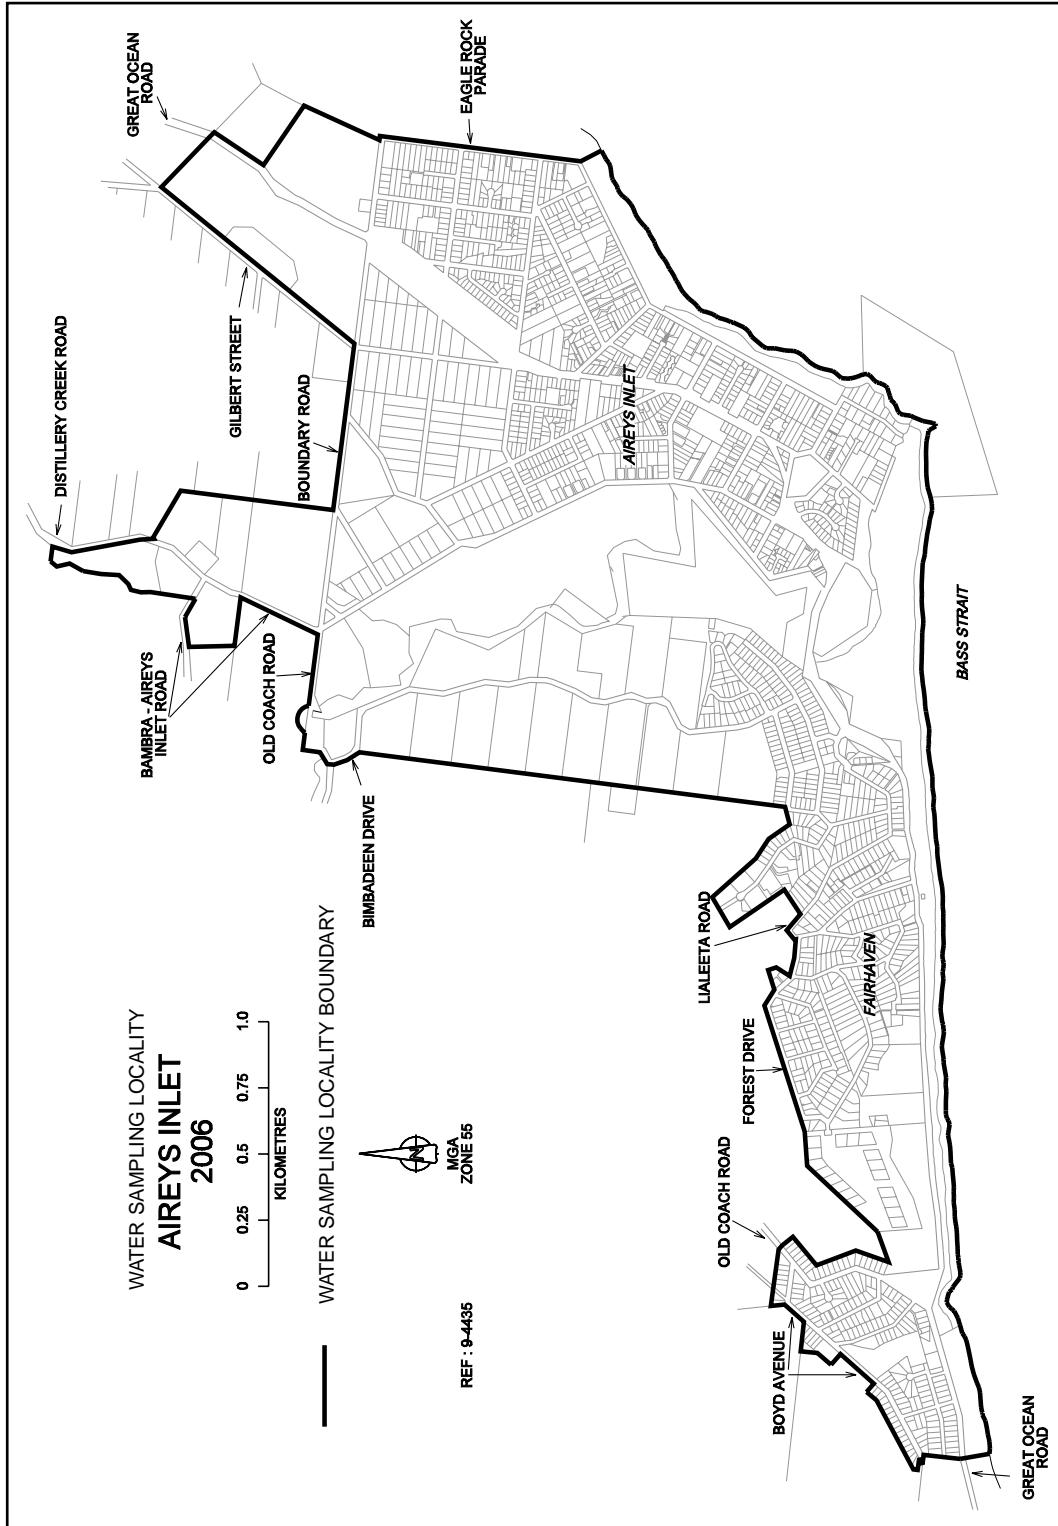 WATER SAMPLING LOCALITY
AIREYS INLET
2006
0 0.25 0.5 0.75 1.0
KILOMETRES
WATER SAMPLING LOCALITY BOUNDARY
N
MGA
ZONE 55
REF : 9-4435
GREAT OCEAN
ROAD
BOYD AVENUE
OLD COACH ROAD
FOREST DRIVE
LIALEETA ROAD
FAIRHAVEN
BIMBADEEN DRIVE
OLD COACH ROAD
BAMBRA - AIREYS
INLET ROAD
DISTILLERY CREEK ROAD
BOUNDARY ROAD
GILBERT STREET
GREAT OCEAN
ROAD
EAGLE ROCK
PARADE
AIREYS INLET
BASS STRAIT